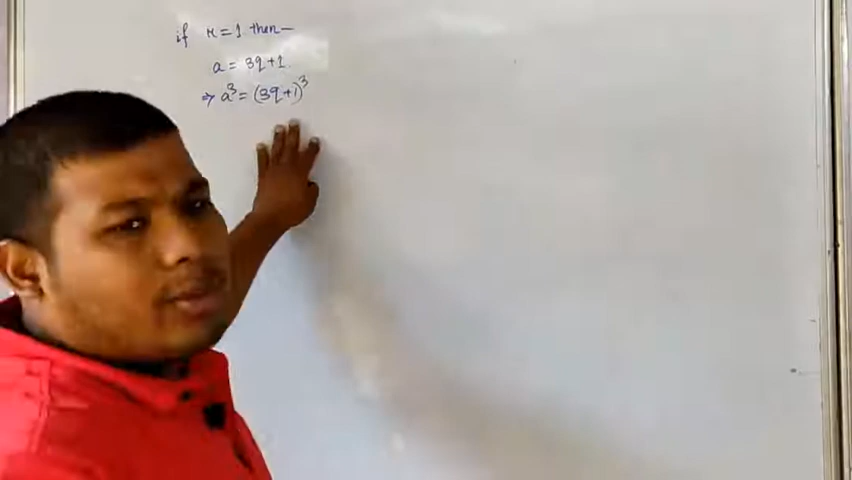 if r=1 then—
a = 3q+1.
⇒ a³ = (3q+1)³